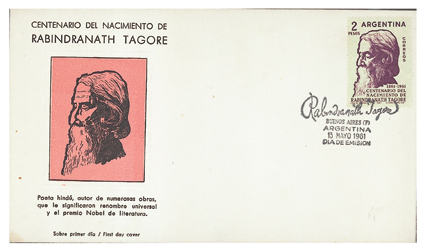 CENTENARIO DEL NACIMIENTO DE
RABINDRANATH TAGORE
Poeta hindú, autor de numerosas obras,
que le significaron renombre universal
y el premio Nobel de literatura.
Sobre primer día / First day cover
2
PESOS
ARGENTINA
CORREOS
1861-1961
CENTENARIO DEL
NACIMIENTO DE
RABINDRANATH TAGORE
Rabindranath Tagore
BUENOS AIRES (F)
ARGENTINA
13 MAYO 1961
DIA DE EMISION